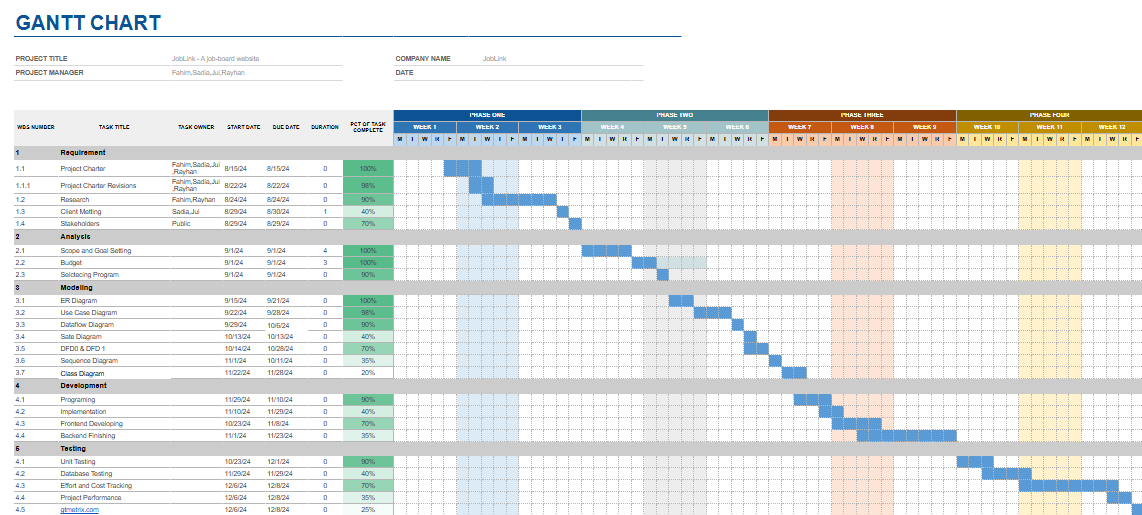 GANTT CHART
PROJECT TITLE JobLink - A job-board website COMPANY NAME JobLink
PROJECT MANAGER Fahim,Sadia,Jui,Rayhan DATE
PHASE ONE PHASE TWO PHASE THREE PHASE FOUR
WBS NUMBER TASK TITLE TASK OWNER START DATE DUE DATE DURATION PCT OF TASK COMPLETE WEEK 1 WEEK 2 WEEK 3 WEEK 4 WEEK 5 WEEK 6 WEEK 7 WEEK 8 WEEK 9 WEEK 10 WEEK 11 WEEK 12
M T W R F M T W R F M T W R F M T W R F M T W R F M T W R F M T W R F M T W R F M T W R F M T W R F M T W R F M T W R F
1 Requirement
1.1 Project Charter Fahim,Sadia,Jui,Rayhan 8/15/24 8/15/24 0 100%
1.1.1 Project Charter Revisions Fahim,Sadia,Jui,Rayhan 8/22/24 8/22/24 0 98%
1.2 Research Fahim,Rayhan 8/24/24 8/24/24 0 90%
1.3 Client Metting Sadia,Jui 8/29/24 8/30/24 1 40%
1.4 Stakeholders Public 8/29/24 8/29/24 0 70%
2 Analysis
2.1 Scope and Goal Setting 9/1/24 9/1/24 4 100%
2.2 Budget 9/1/24 9/1/24 3 100%
2.3 Selctecing Program 9/1/24 9/1/24 0 90%
3 Modeling
3.1 ER Diagram 9/15/24 9/21/24 0 100%
3.2 Use Case Diagram 9/22/24 9/28/24 0 98%
3.3 Dataflow Diagram 9/29/24 10/6/24 0 90%
3.4 Sate Diagram 10/13/24 10/13/24 0 40%
3.5 DFD0 & DFD 1 10/14/24 10/28/24 0 70%
3.6 Sequence Diagram 11/1/24 10/11/24 0 35%
3.7 Class Diagram 11/22/24 11/28/24 0 20%
4 Development
4.1 Programing 11/29/24 11/10/24 0 90%
4.2 Implementation 11/10/24 11/29/24 0 40%
4.3 Frontend Developing 10/23/24 11/8/24 0 70%
4.4 Backend Finishing 11/1/24 11/23/24 0 35%
5 Testing
4.1 Unit Testing 10/23/24 12/1/24 0 90%
4.2 Database Testing 11/29/24 11/29/24 0 40%
4.3 Effort and Cost Tracking 12/6/24 12/8/24 0 70%
4.4 Project Performance 12/6/24 12/8/24 0 35%
4.5 gtmetrix.com 12/6/24 12/8/24 0 25%